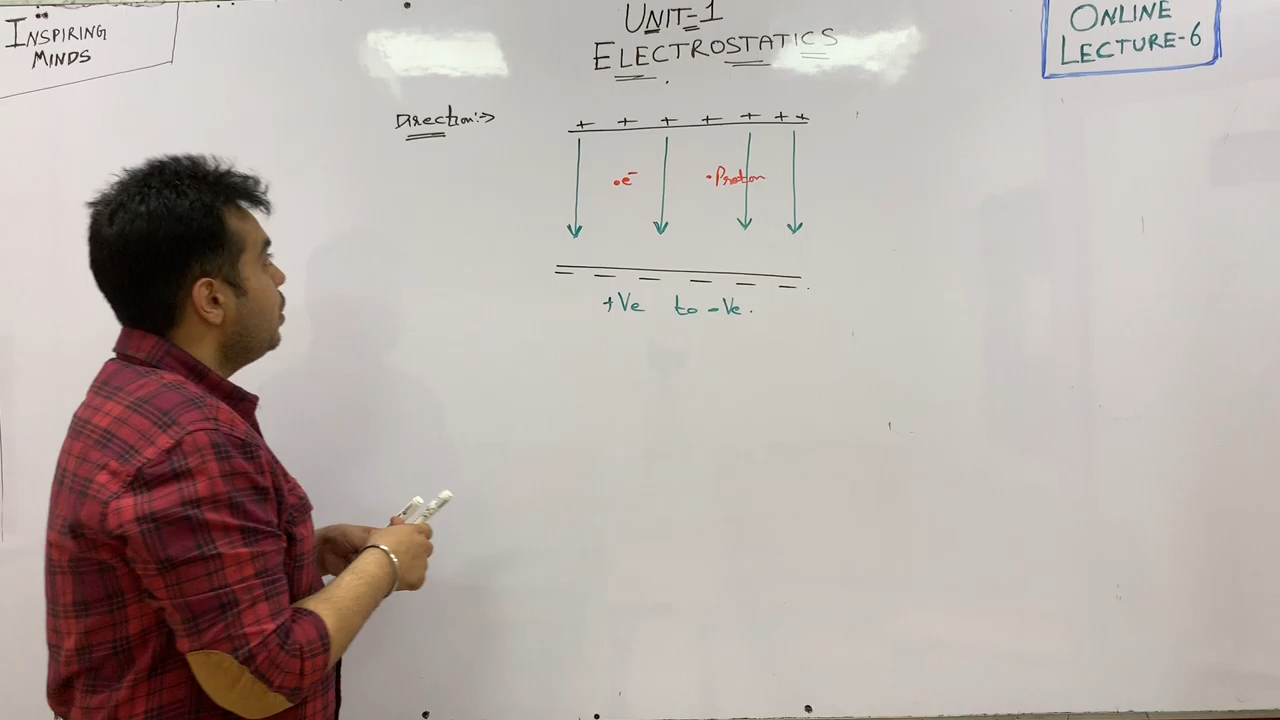 INSPIRING
MINDS
UNIT-1
ELECTROSTATICS
ONLINE
LECTURE-6
Direction:->
+ + + + + + +
.e⁻ .Proton
— — — — — —
+Ve to -Ve.